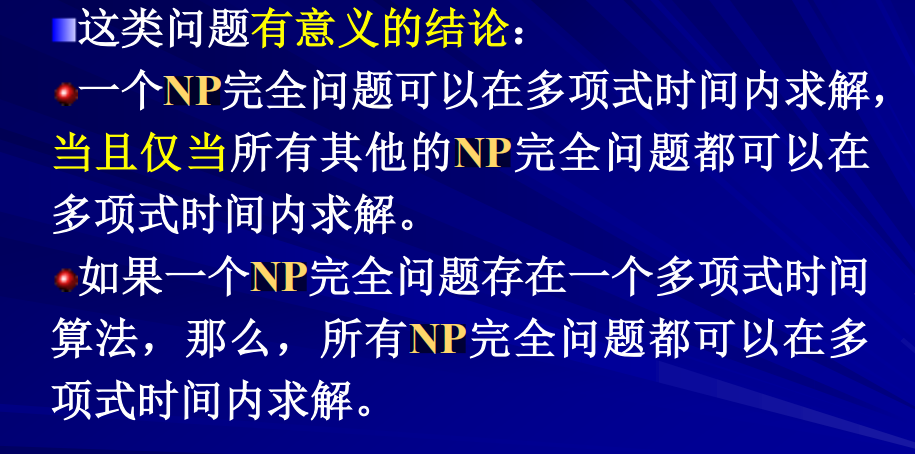 这类问题有意义的结论：
一个NP完全问题可以在多项式时间内求解，
当且仅当所有其他的NP完全问题都可以在
多项式时间内求解。
如果一个NP完全问题存在一个多项式时间
算法，那么，所有NP完全问题都可以在多
项式时间内求解。